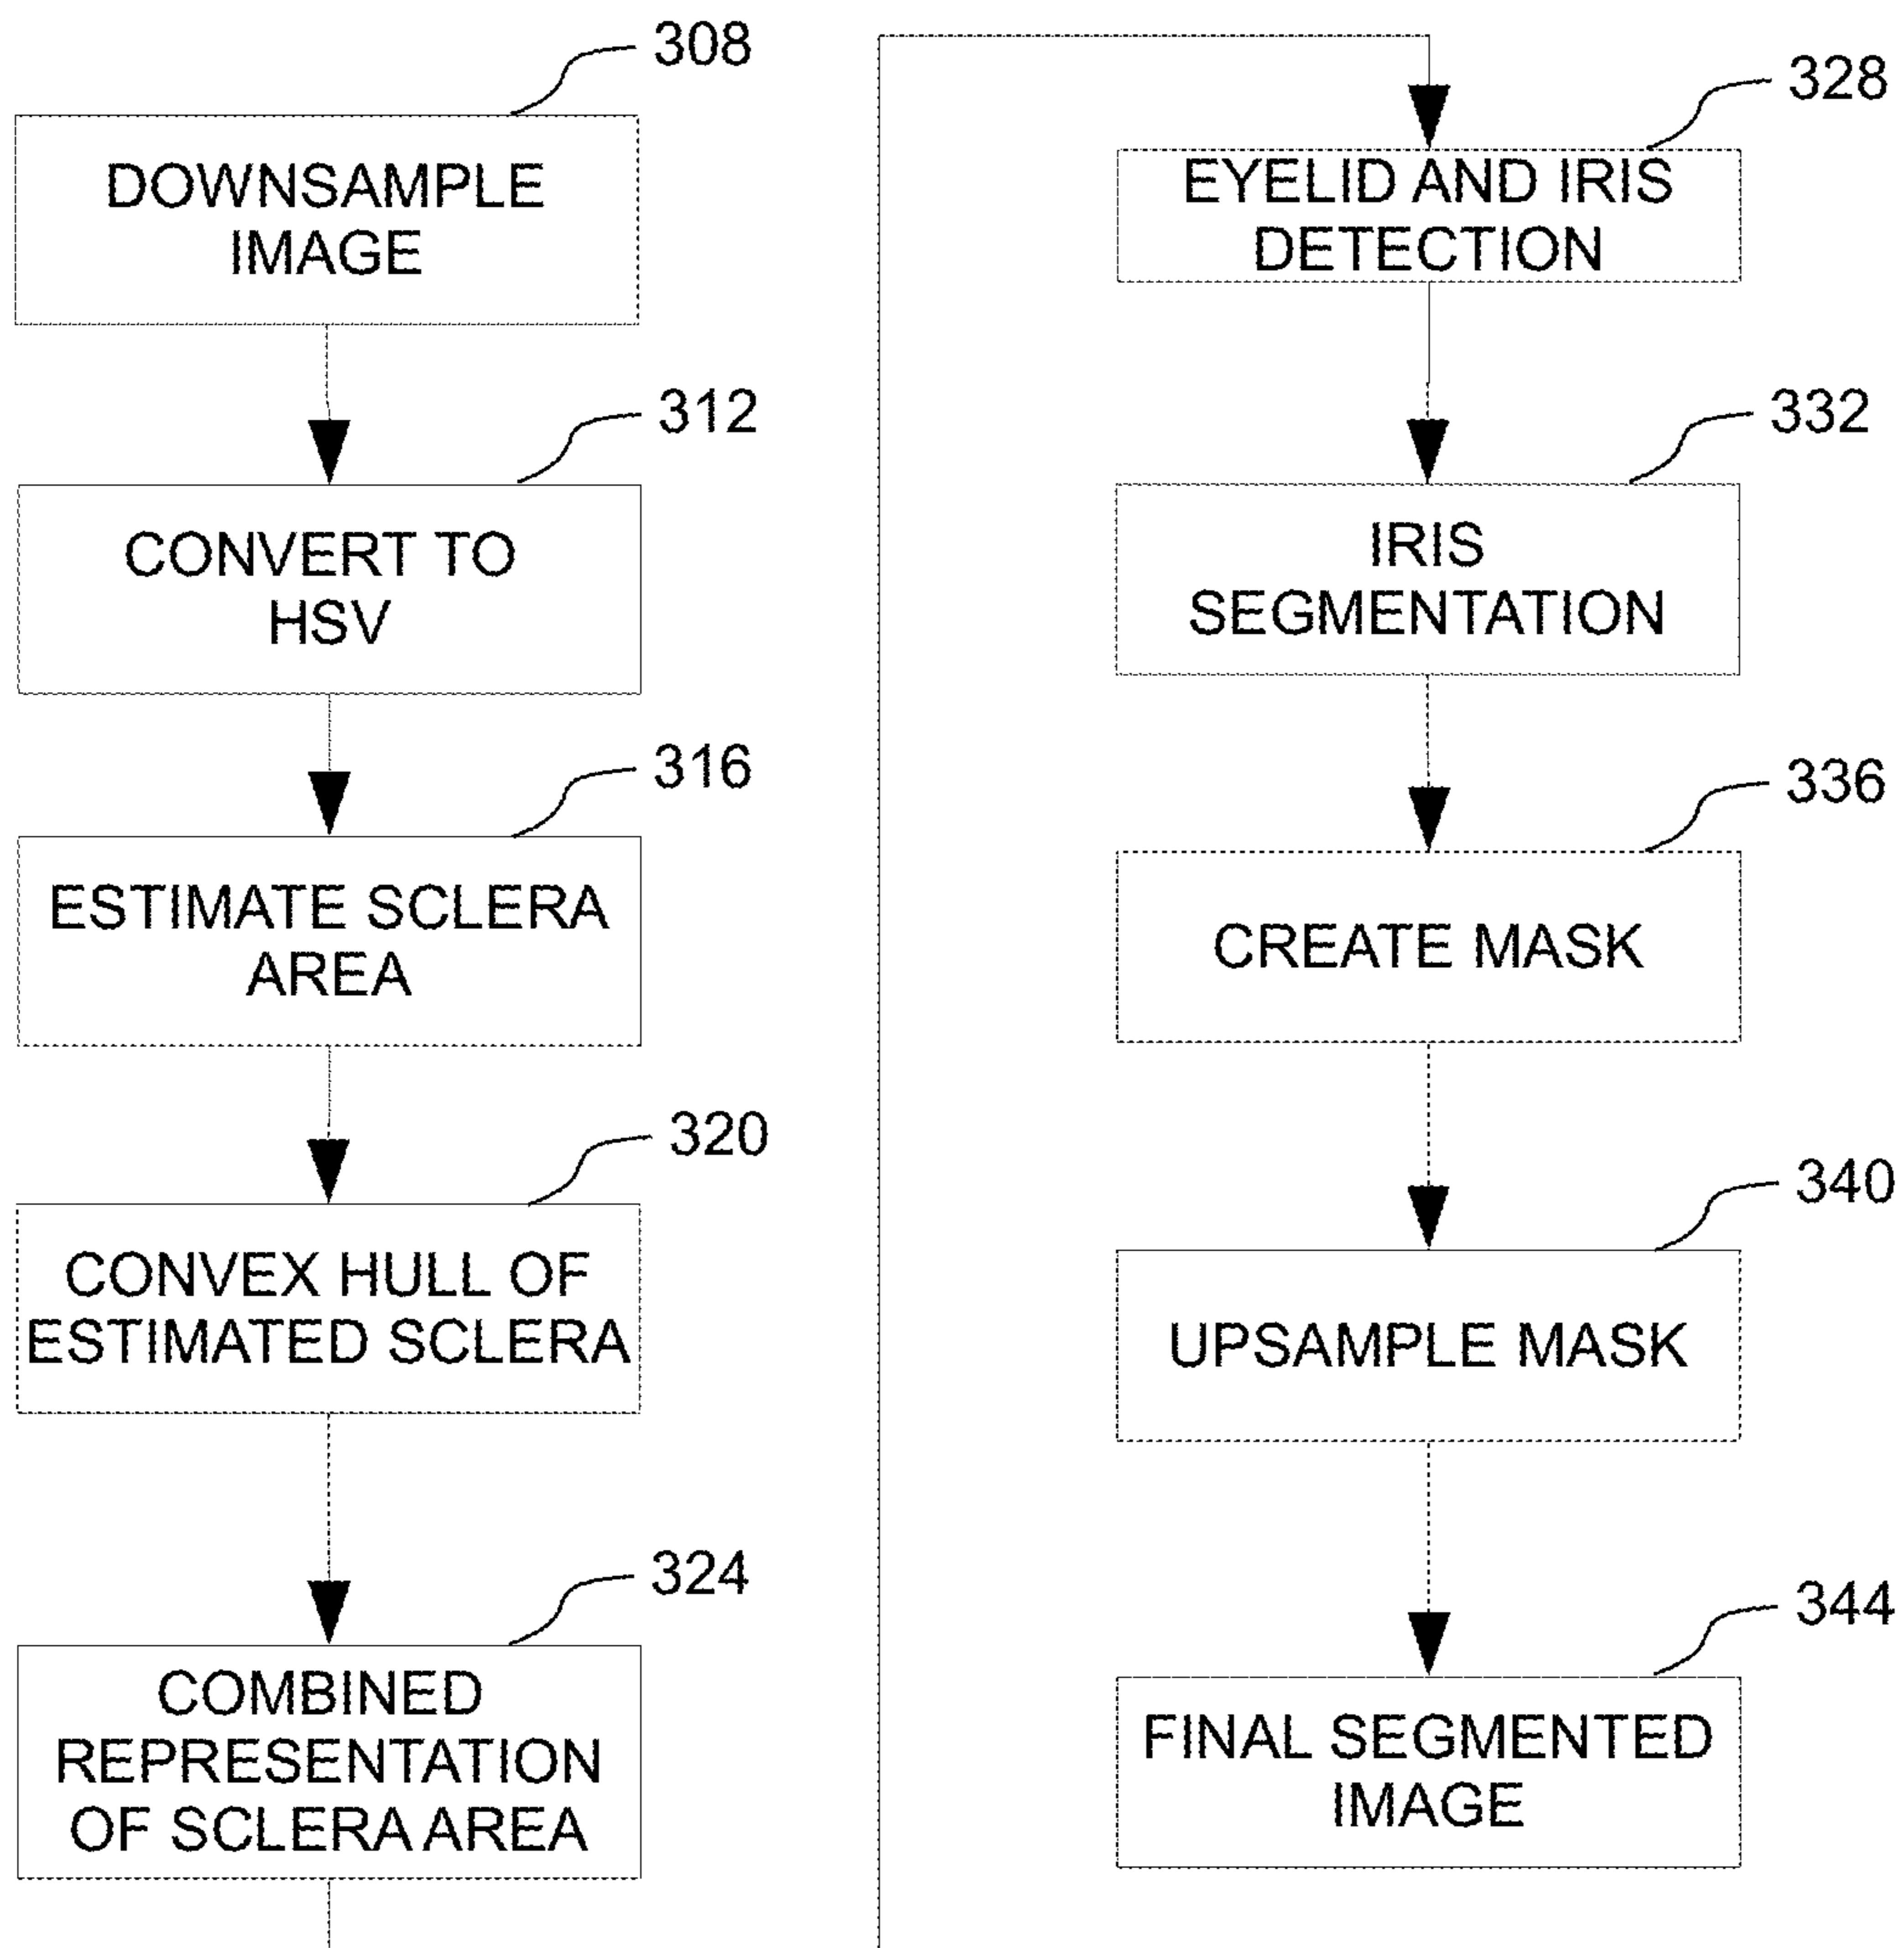 308
DOWNSAMPLE
IMAGE
312
CONVERT TO
HSV
316
ESTIMATE SCLERA
AREA
320
CONVEX HULL OF
ESTIMATED SCLERA
324
COMBINED
REPRESENTATION
OF SCLERA AREA
328
EYELID AND IRIS
DETECTION
332
IRIS
SEGMENTATION
336
CREATE MASK
340
UPSAMPLE MASK
344
FINAL SEGMENTED
IMAGE